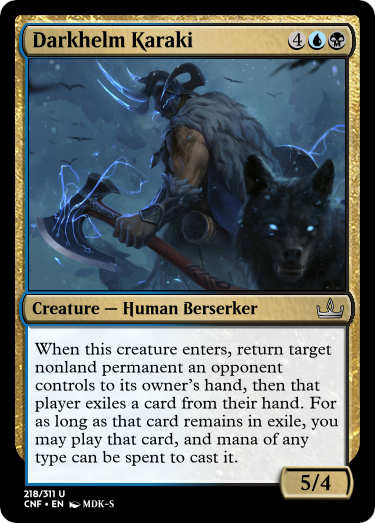 Darkhelm Karaki 4
Creature — Human Berserker
When this creature enters, return target
nonland permanent an opponent
controls to its owner's hand, then that
player exiles a card from their hand. For
as long as that card remains in exile, you
may play that card, and mana of any
type can be spent to cast it.
5/4
218/311 U
CNF • EN MDK-S